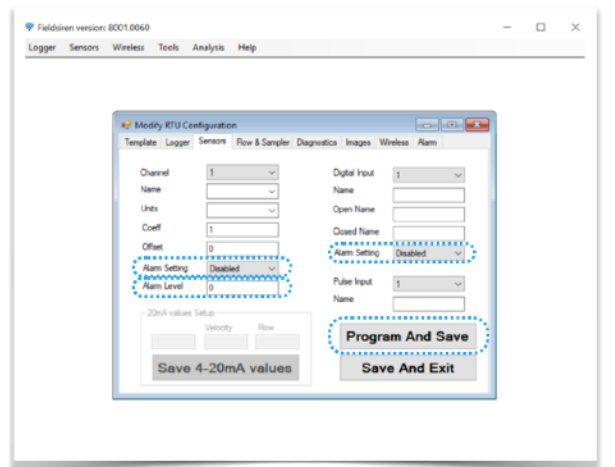 Fieldsiren version: 8001.0060
Logger Sensors Wireless Tools Analysis Help
Modify RTU Configuration
Template Logger Sensors Flow & Sampler Diagnostics Images Wireless Alarm
Channel 1
Name
Units
Coeff 1
Offset 0
Alarm Setting Disabled
Alarm Level 0
20mA values Setup
Velocity Flow
Save 4-20mA values
Digital Input 1
Name
Open Name
Closed Name
Alarm Setting Disabled
Pulse Input 1
Name
Program And Save
Save And Exit